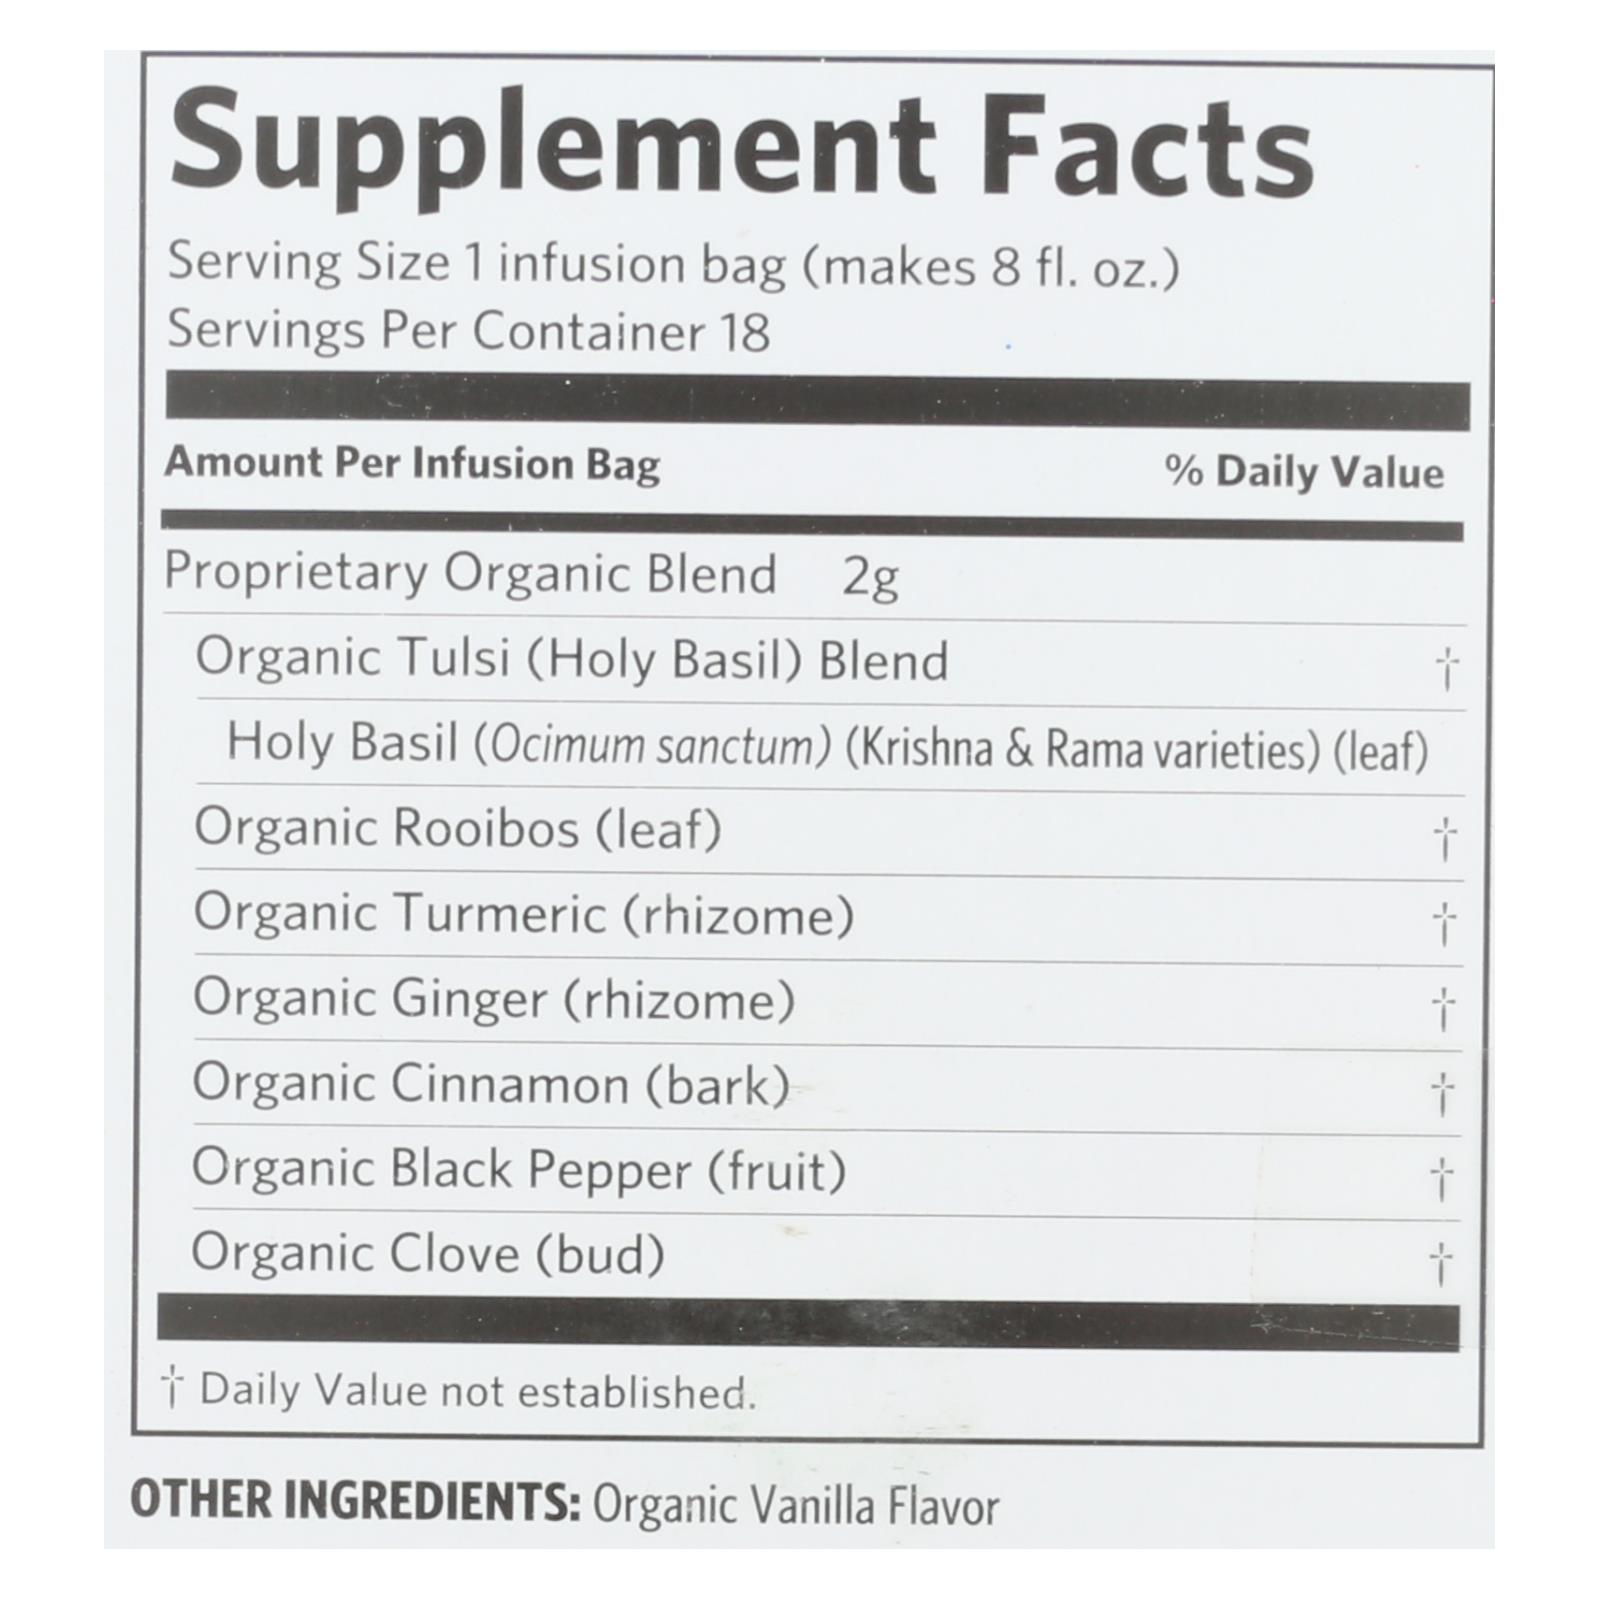 Supplement Facts
Serving Size 1 infusion bag (makes 8 fl. oz.)
Servings Per Container 18
Amount Per Infusion Bag % Daily Value
Proprietary Organic Blend 2g
Organic Tulsi (Holy Basil) Blend †
Holy Basil (Ocimum sanctum) (Krishna & Rama varieties) (leaf)
Organic Rooibos (leaf) †
Organic Turmeric (rhizome) †
Organic Ginger (rhizome) †
Organic Cinnamon (bark) †
Organic Black Pepper (fruit) †
Organic Clove (bud) †
† Daily Value not established.
OTHER INGREDIENTS: Organic Vanilla Flavor